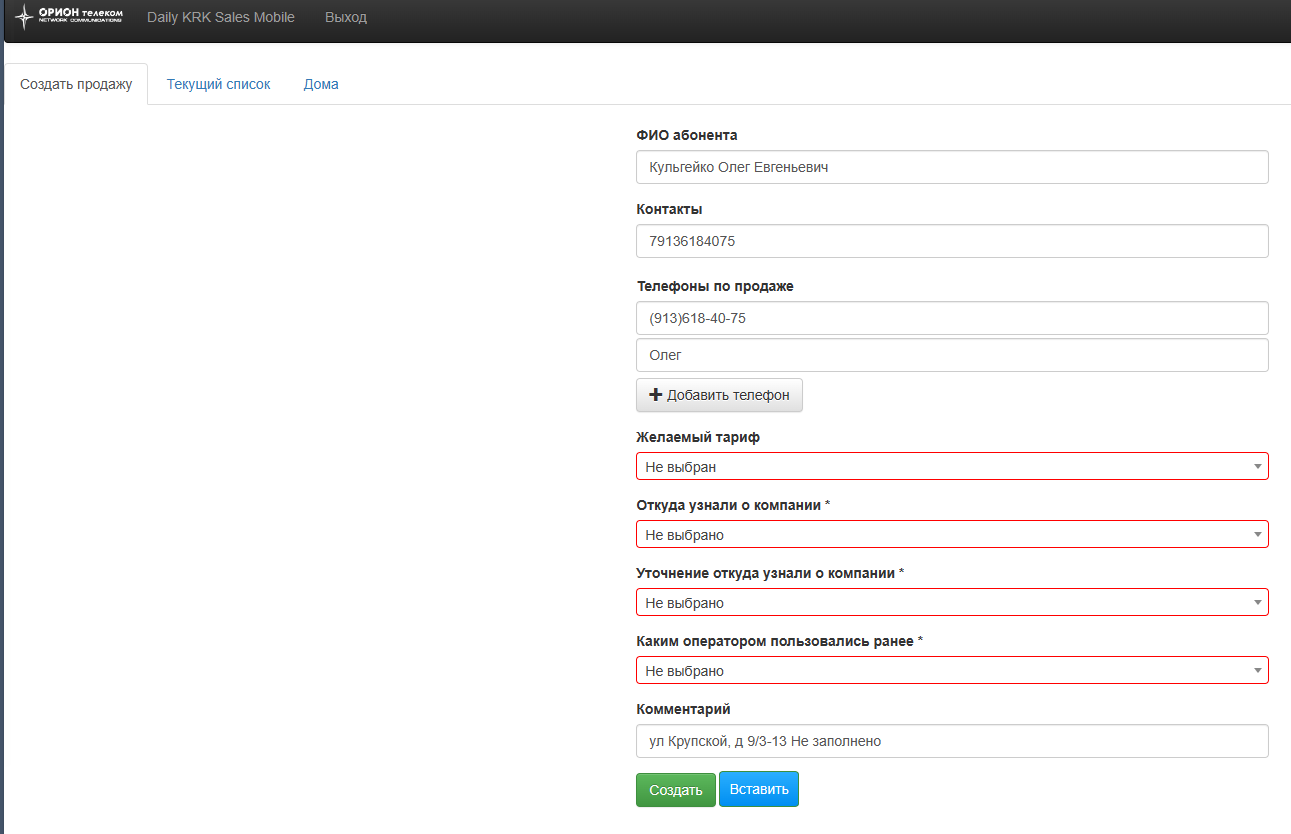 ОРИОН телеком
NETWORK COMMUNICATIONS
Daily KRK Sales Mobile
Выход
Создать продажу
Текущий список
Дома
ФИО абонента
Кульгейко Олег Евгеньевич
Контакты
79136184075
Телефоны по продаже
(913)618-40-75
Олег
Добавить телефон
Желаемый тариф
Не выбран
Откуда узнали о компании *
Не выбрано
Уточнение откуда узнали о компании *
Не выбрано
Каким оператором пользовались ранее *
Не выбрано
Комментарий
ул Крупской, д 9/3-13 Не заполнено
Создать
Вставить